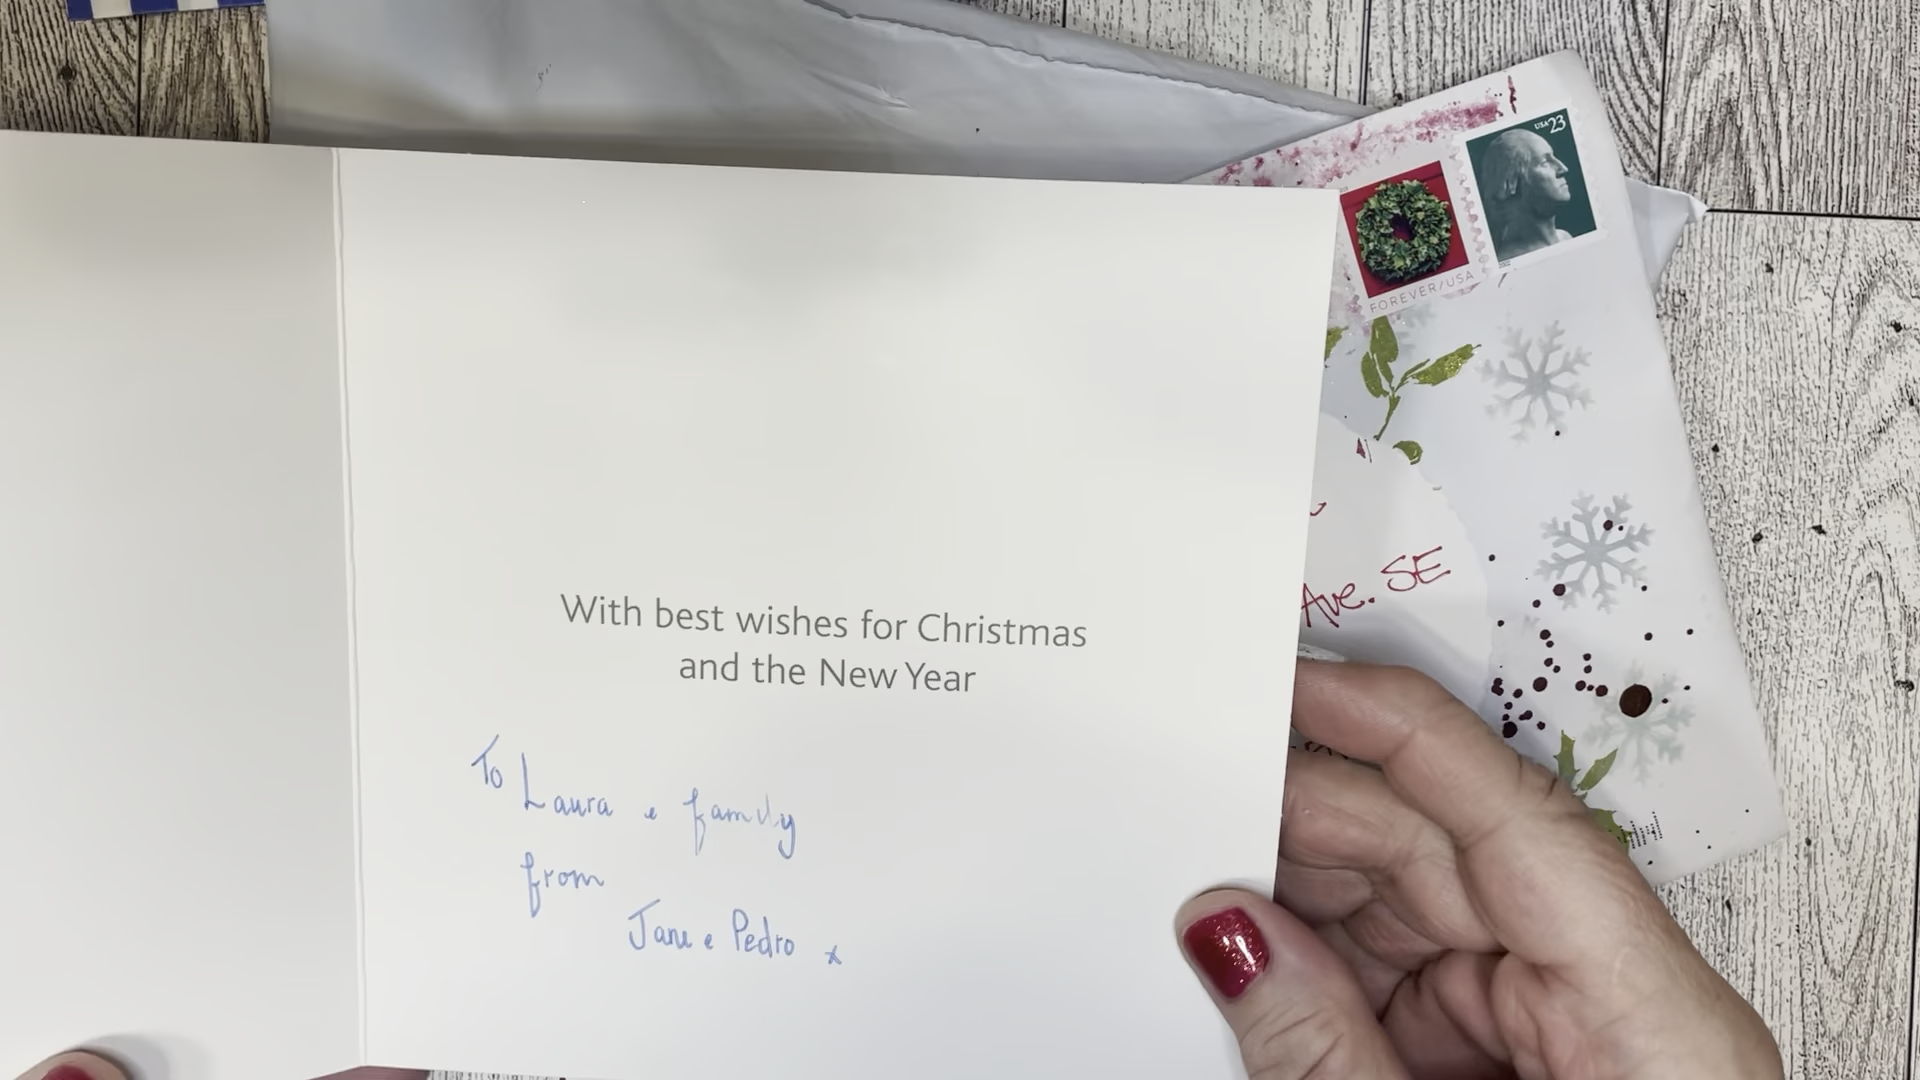 With best wishes for Christmas
and the New Year
To Laura e family
from
Jane e Pedro x
USA 23
FOREVER/USA
Ave. SE